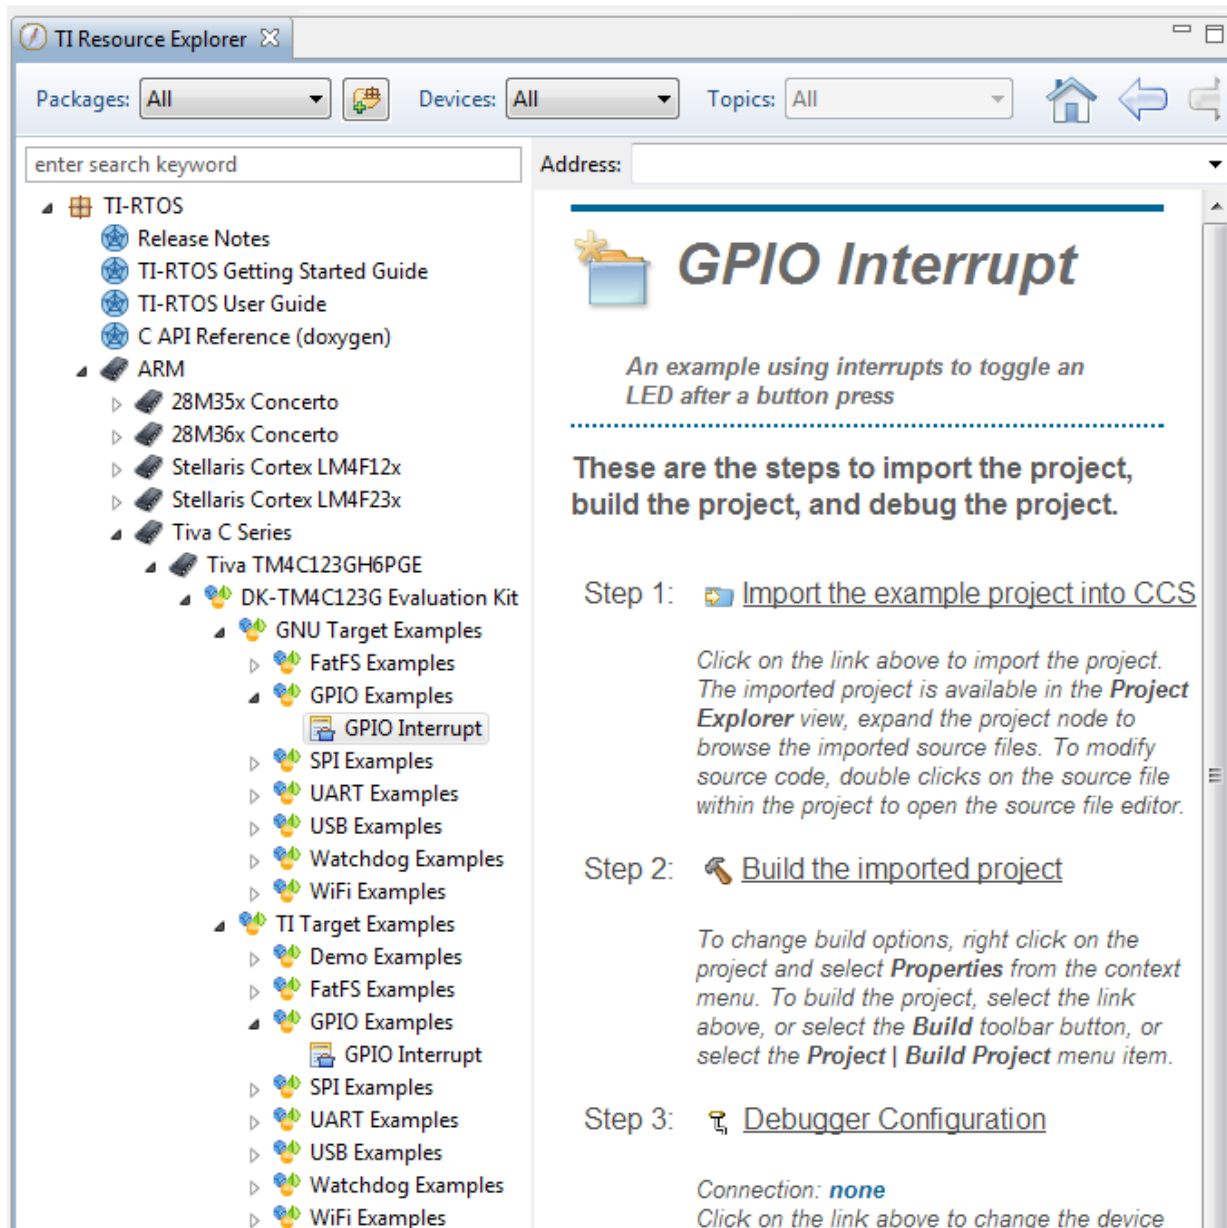 TI Resource Explorer
Packages: All Devices: All Topics: All
enter search keyword
TI-RTOS
Release Notes
TI-RTOS Getting Started Guide
TI-RTOS User Guide
C API Reference (doxygen)
ARM
28M35x Concerto
28M36x Concerto
Stellaris Cortex LM4F12x
Stellaris Cortex LM4F23x
Tiva C Series
Tiva TM4C123GH6PGE
DK-TM4C123G Evaluation Kit
GNU Target Examples
FatFS Examples
GPIO Examples
GPIO Interrupt
SPI Examples
UART Examples
USB Examples
Watchdog Examples
WiFi Examples
TI Target Examples
Demo Examples
FatFS Examples
GPIO Examples
GPIO Interrupt
SPI Examples
UART Examples
USB Examples
Watchdog Examples
WiFi Examples
Address:
GPIO Interrupt
An example using interrupts to toggle an
LED after a button press
These are the steps to import the project,
build the project, and debug the project.
Step 1: Import the example project into CCS
Click on the link above to import the project.
The imported project is available in the Project
Explorer view, expand the project node to
browse the imported source files. To modify
source code, double clicks on the source file
within the project to open the source file editor.
Step 2: Build the imported project
To change build options, right click on the
project and select Properties from the context
menu. To build the project, select the link
above, or select the Build toolbar button, or
select the Project | Build Project menu item.
Step 3: Debugger Configuration
Connection: none
Click on the link above to change the device